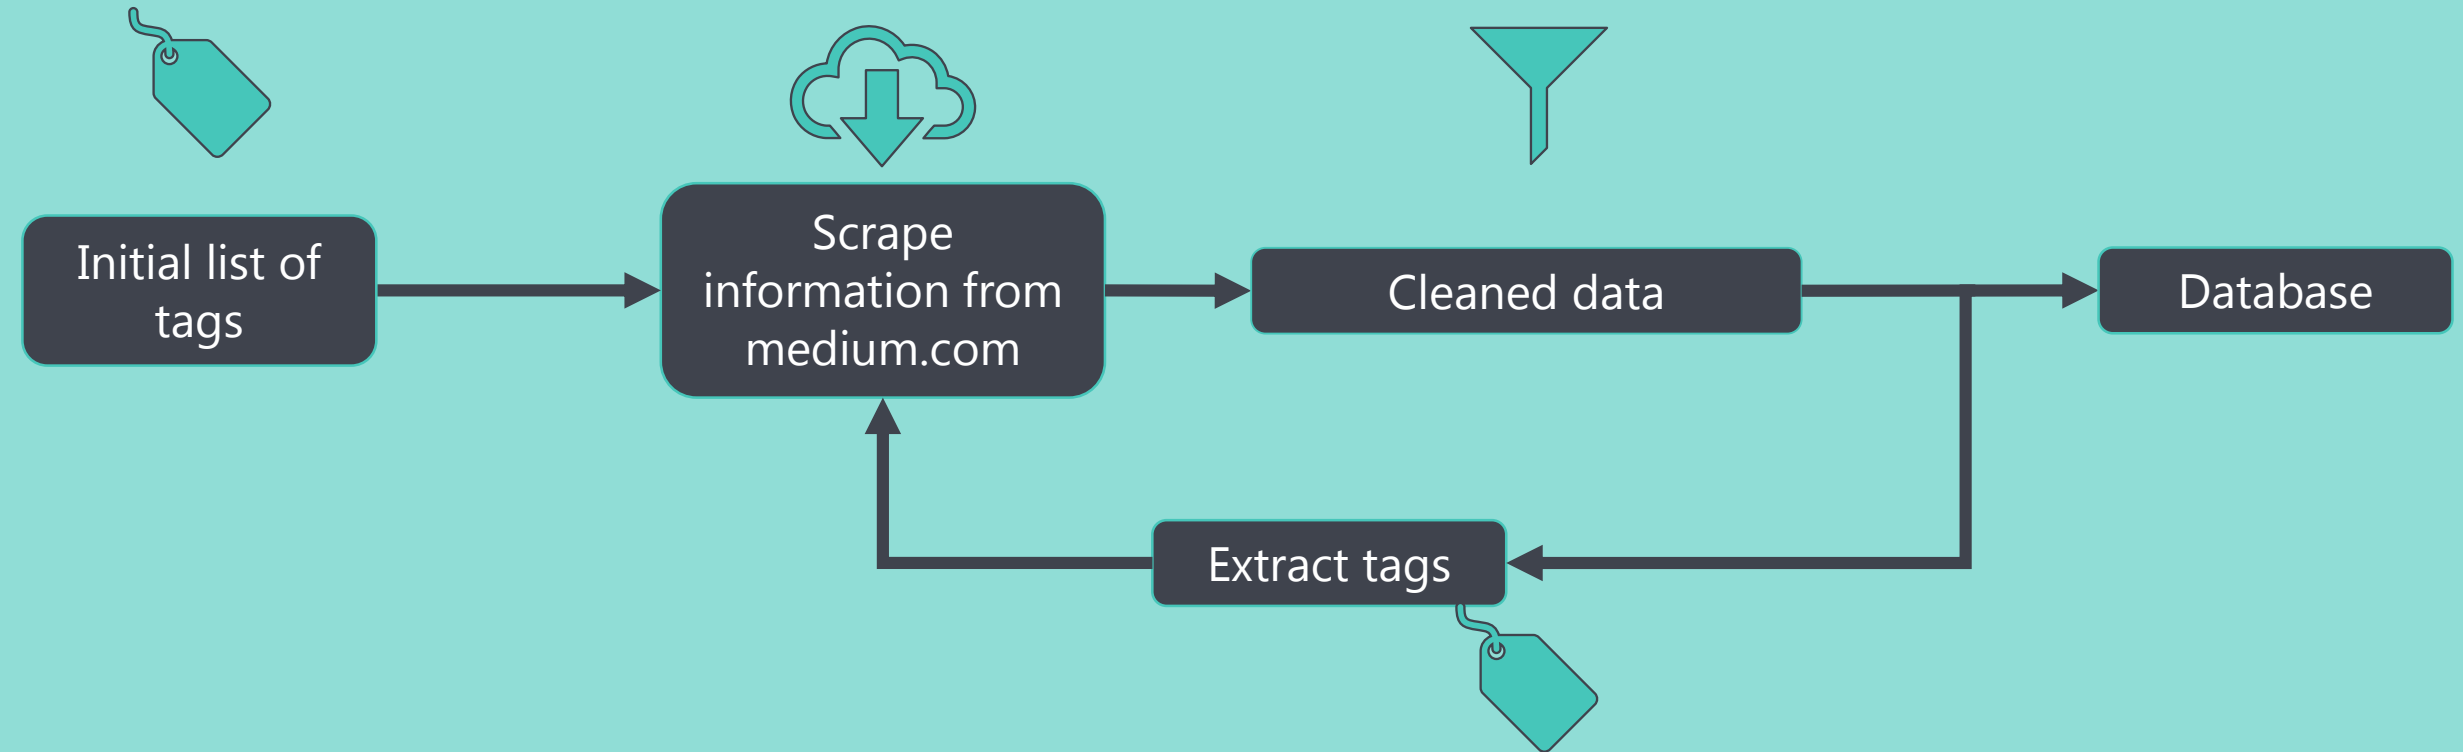 Initial list of
tags
Scrape
information from
medium.com
Cleaned data
Database
Extract tags